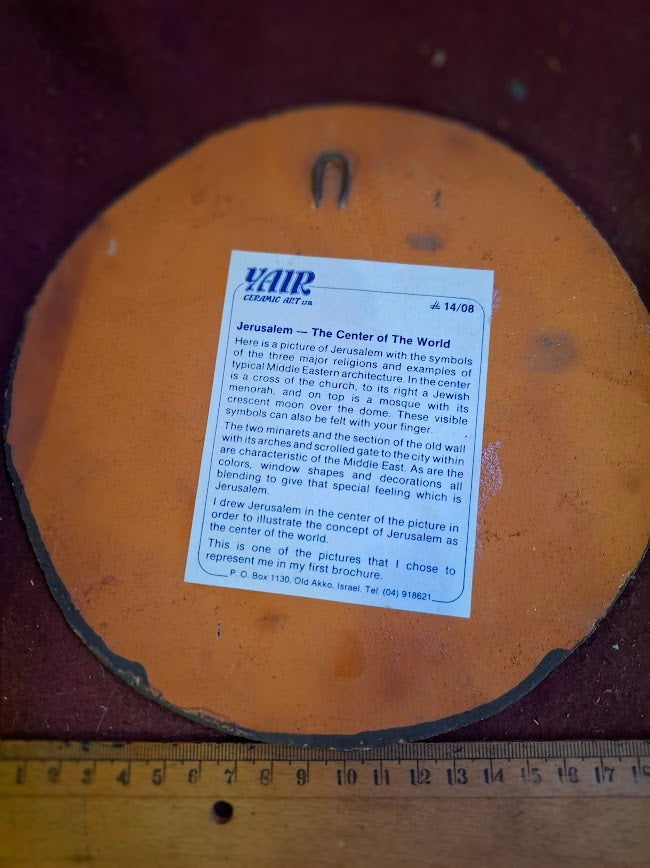 YAIR
CERAMIC ART LTD.
# 14/08
Jerusalem — The Center of The World
Here is a picture of Jerusalem with the symbols
of the three major religions and examples of
typical Middle Eastern architecture. In the center
is a cross of the church, to its right a Jewish
menorah, and on top is a mosque with its
crescent moon over the dome. These visible
symbols can also be felt with your finger.
The two minarets and the section of the old wall
with its arches and scrolled gate to the city within
are characteristic of the Middle East. As are the
colors, window shapes and decorations all
blending to give that special feeling which is
Jerusalem.
I drew Jerusalem in the center of the picture in
order to illustrate the concept of Jerusalem as
the center of the world.
This is one of the pictures that I chose to
represent me in my first brochure.
P. O. Box 1130, Old Akko, Israel. Tel. (04) 918621
1 2 3 4 5 6 7 8 9 10 11 12 13 14 15 16 17 18